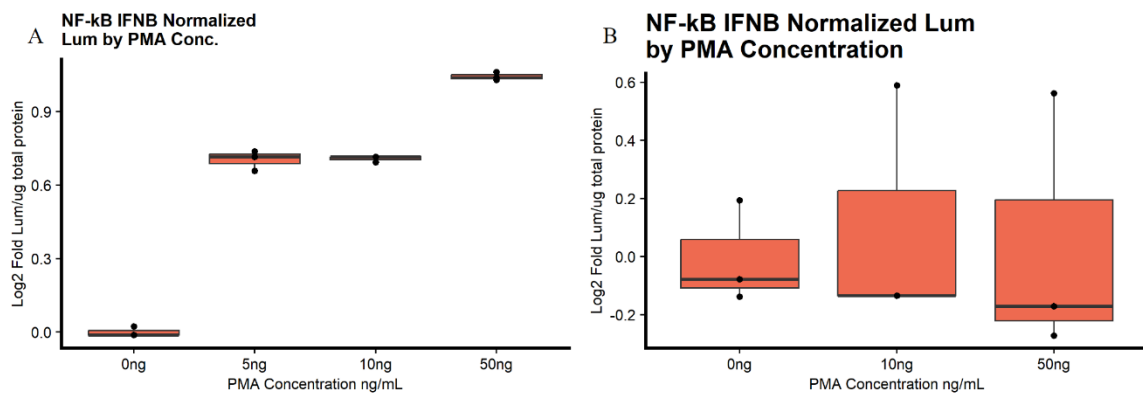 A
NF-kB IFNB Normalized
Lum by PMA Conc.
Log2 Fold Lum/ug total protein
0.9
0.6
0.3
0.0
0ng
5ng
10ng
50ng
PMA Concentration ng/mL
B
NF-kB IFNB Normalized Lum
by PMA Concentration
Log2 Fold Lum/ug total protein
0.6
0.4
0.2
0.0
-0.2
0ng
10ng
50ng
PMA Concentration ng/mL